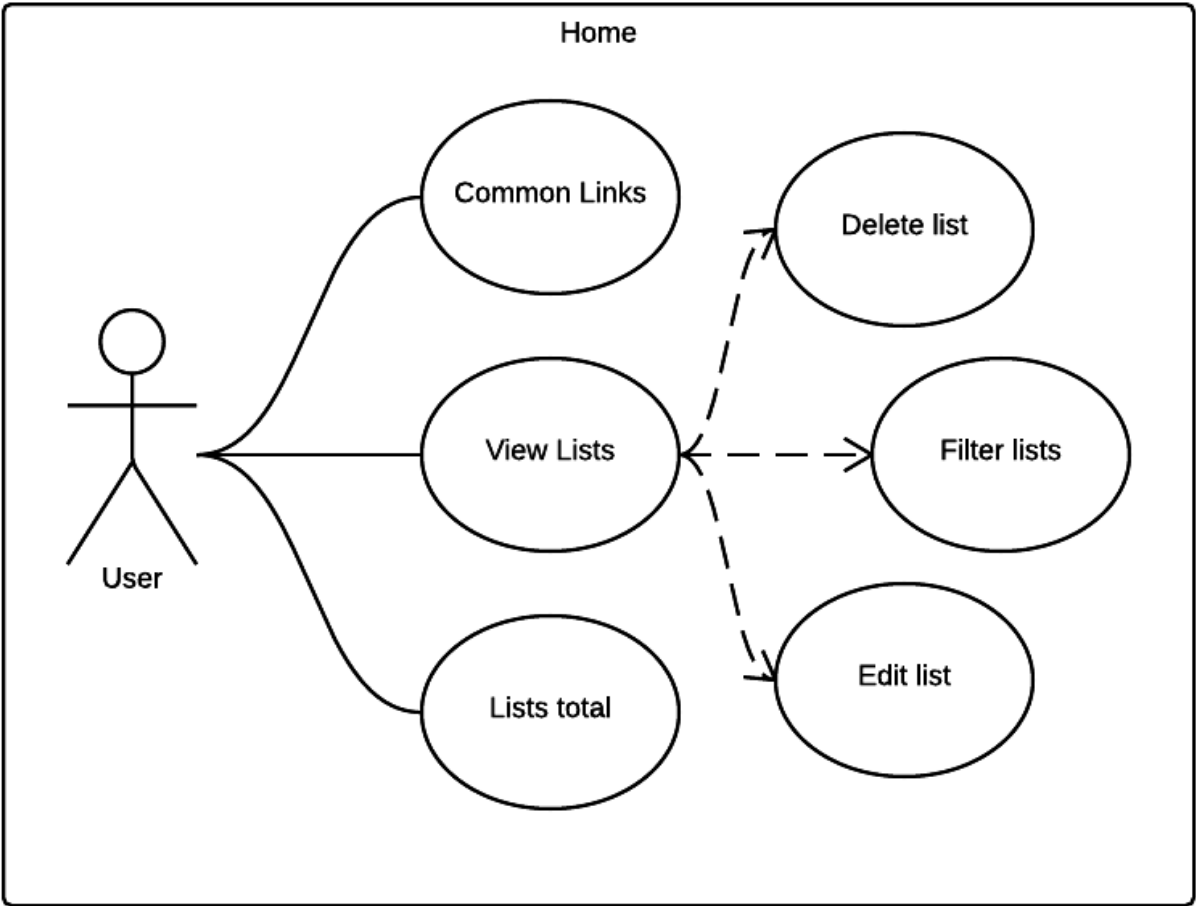 Home
Common Links
Delete list
View Lists
Filter lists
User
Edit list
Lists total